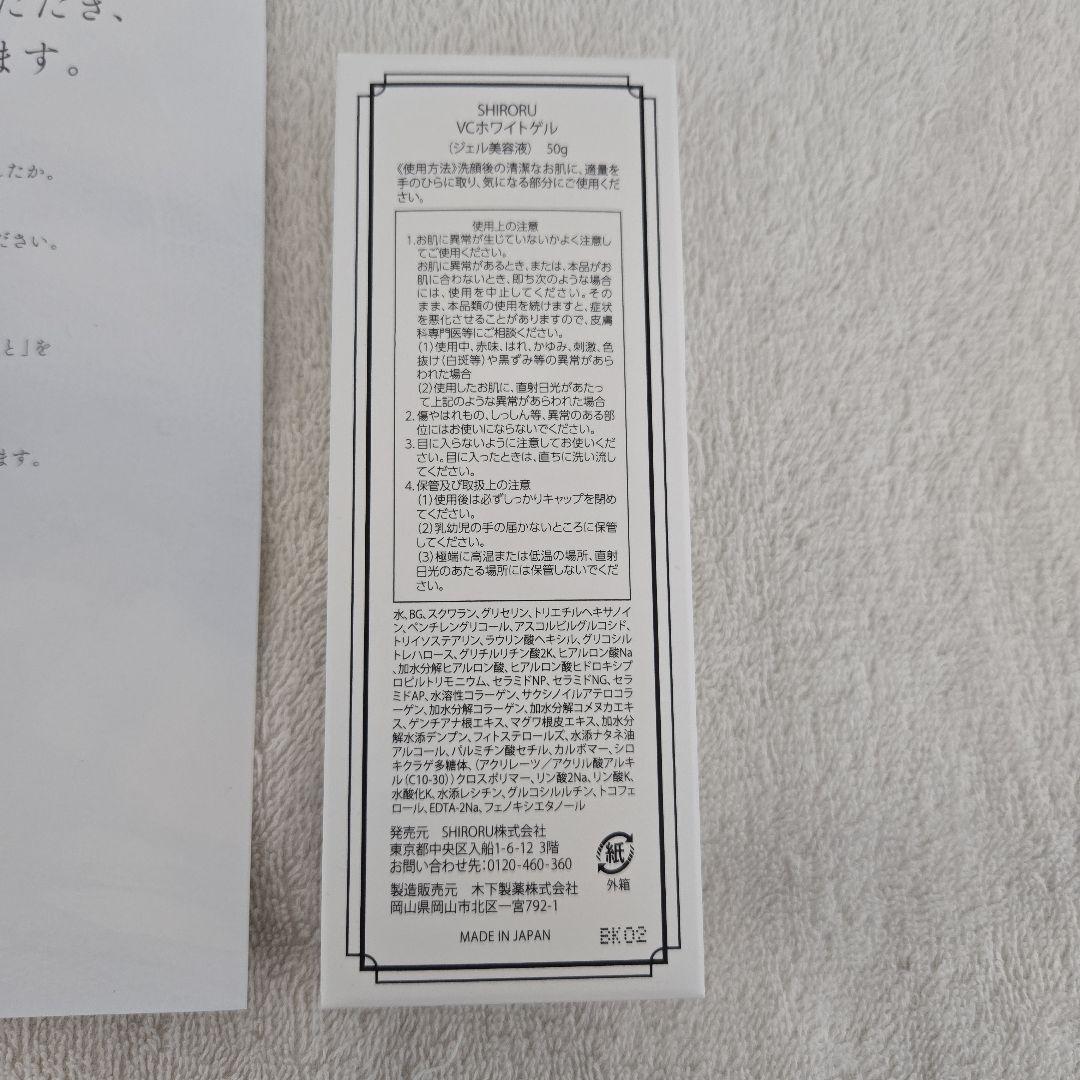 ただき、
ます。
したか。
ださい。
と」を
ます。
SHIRORU
VCホワイトゲル
(ジェル美容液) 50g
《使用方法》洗顔後の清潔なお肌に、適量を
手のひらに取り、気になる部分にご使用くだ
さい。
使用上の注意
1.お肌に異常が生じていないかよく注意し
てご使用ください。
お肌に異常があるとき、または、本品がお
肌に合わないとき、即ち次のような場合
には、使用を中止してください。その
まま、本品類の使用を続けますと、症状
を悪化させることがありますので、皮膚
科専門医等にご相談ください。
(1)使用中、赤味、はれ、かゆみ、刺激、色
抜け(白斑等)や黒ずみ等の異常があら
われた場合
(2)使用したお肌に、直射日光があたっ
て上記のような異常があらわれた場合
2.傷やはれもの、しっしん等、異常のある部
位にはお使いにならないでください。
3.目に入らないように注意してお使いくだ
さい。目に入ったときは、直ちに洗い流し
てください。
4.保管及び取扱上の注意
(1)使用後は必ずしっかりキャップを閉め
てください。
(2)乳幼児の手の届かないところに保管
してください。
(3)極端に高温または低温の場所、直射
日光のあたる場所には保管しないでくだ
さい。
水、BG、スクワラン、グリセリン、トリエチルヘキサノイ
ン、ペンチレングリコール、アスコルビルグルコシド、
トリイソステアリン、ラウリン酸ヘキシル、グリコシル
トレハロース、グリチルリチン酸2K、ヒアルロン酸Na
、加水分解ヒアルロン酸、ヒアルロン酸ヒドロキシプ
ロピルトリモニウム、セラミドNP、セラミドNG、セラ
ミドAP、水溶性コラーゲン、サクシノイルアテロコラ
ーゲン、加水分解コラーゲン、加水分解コメヌカエキ
ス、ゲンチアナ根エキス、マグワ根皮エキス、加水分
解水添デンプン、フィトステロールズ、水添ナタネ油
アルコール、パルミチン酸セチル、カルボマー、シロ
キクラゲ多糖体、(アクリレーツ／アクリル酸アルキ
ル(C10-30))クロスポリマー、リン酸2Na、リン酸K、
水酸化K、水添レシチン、グルコシルルチン、トコフェ
ロール、EDTA-2Na、フェノキシエタノール
発売元 SHIRORU株式会社
東京都中央区入船1-6-12 3階
お問い合わせ先：0120-460-360
紙
外箱
製造販売元 木下製薬株式会社
岡山県岡山市北区一宮792-1
MADE IN JAPAN
BK02